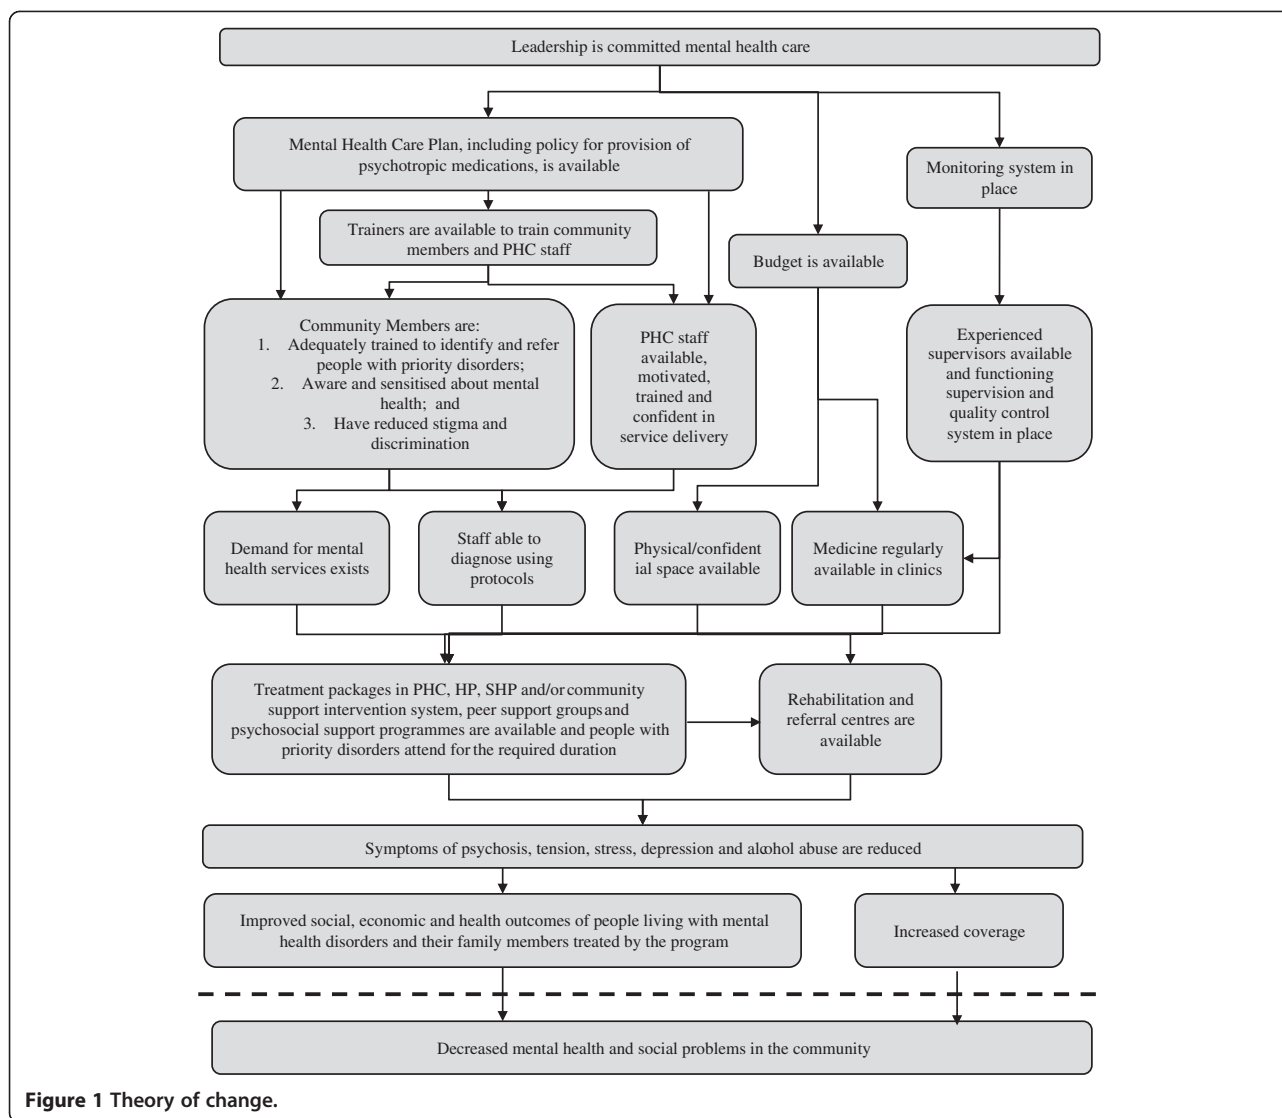 Leadership is committed mental health care
Mental Health Care Plan, including policy for provision of
psychotropic medications, is available
Monitoring system in
place
Trainers are available to train community
members and PHC staff
Budget is available
Community Members are:
1. Adequately trained to identify and refer
people with priority disorders;
2. Aware and sensitised about mental
health; and
3. Have reduced stigma and
discrimination
PHC staff
available,
motivated,
trained and
confident in
service delivery
Experienced
supervisors available
and functioning
supervision and
quality control
system in place
Demand for mental
health services exists
Staff able to
diagnose using
protocols
Physical/confident
ial space available
Medicine regularly
available in clinics
Treatment packages in PHC, HP, SHP and/or community
support intervention system, peer support groups and
psychosocial support programmes are available and people with
priority disorders attend for the required duration
Rehabilitation and
referral centres are
available
Symptoms of psychosis, tension, stress, depression and alcohol abuse are reduced
Improved social, economic and health outcomes of people living with mental
health disorders and their family members treated by the program
Increased coverage
Decreased mental health and social problems in the community
Figure 1 Theory of change.